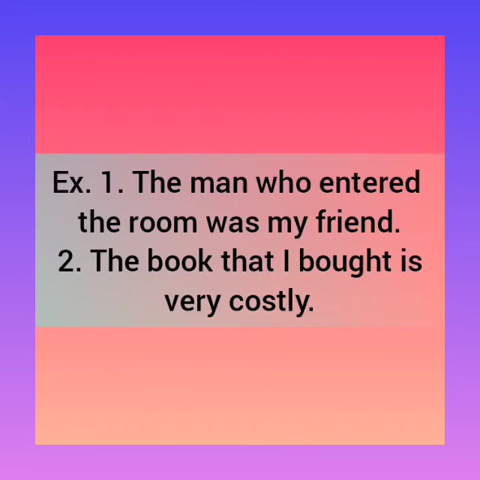 Ex. 1. The man who entered
the room was my friend.
2. The book that I bought is
very costly.